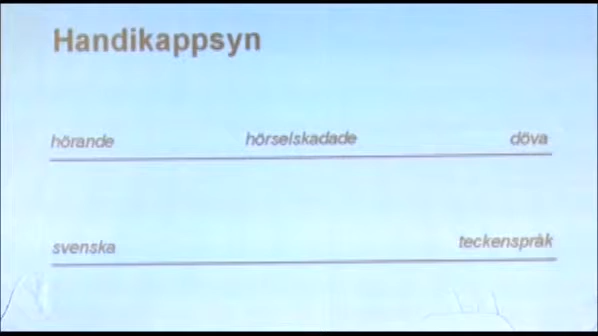 Handikappsyn
hörande hörselskadade döva
svenska teckenspråk